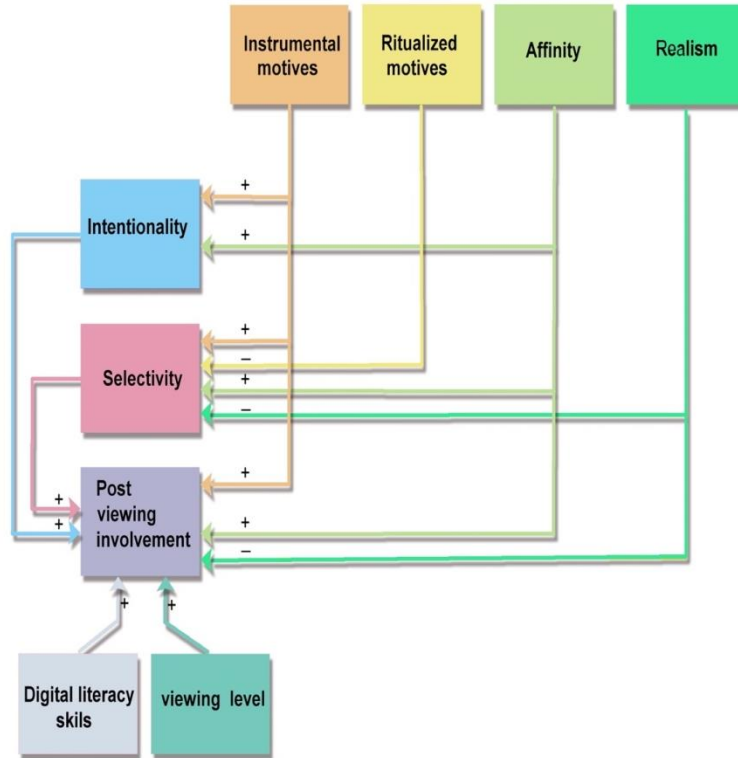 Instrumental
motives
Ritualized
motives
Affinity
Realism
+
Intentionality
+
+
Selectivity
–
+
–
Post
viewing
involvement
+
+
+
+
–
+
+
Digital literacy
skils
viewing level